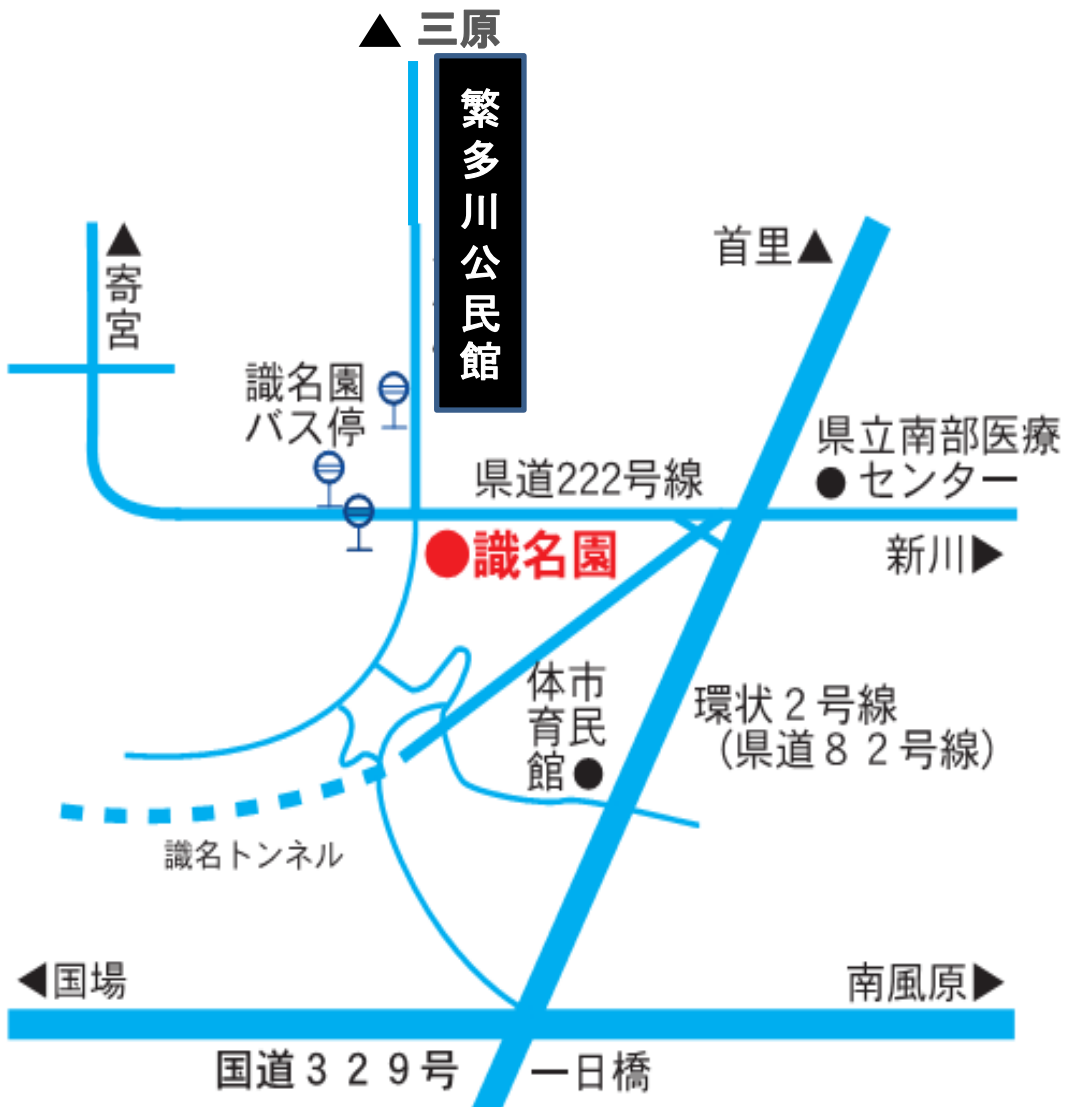 ▲ 三原
繁多川公民館
首里▲
▲寄宮
識名園
バス停
県立南部医療
●センター
県道222号線
●識名園
新川▶
市民
体育館●
環状２号線
（県道８２号線）
識名トンネル
◀国場
南風原▶
国道３２９号
一日橋